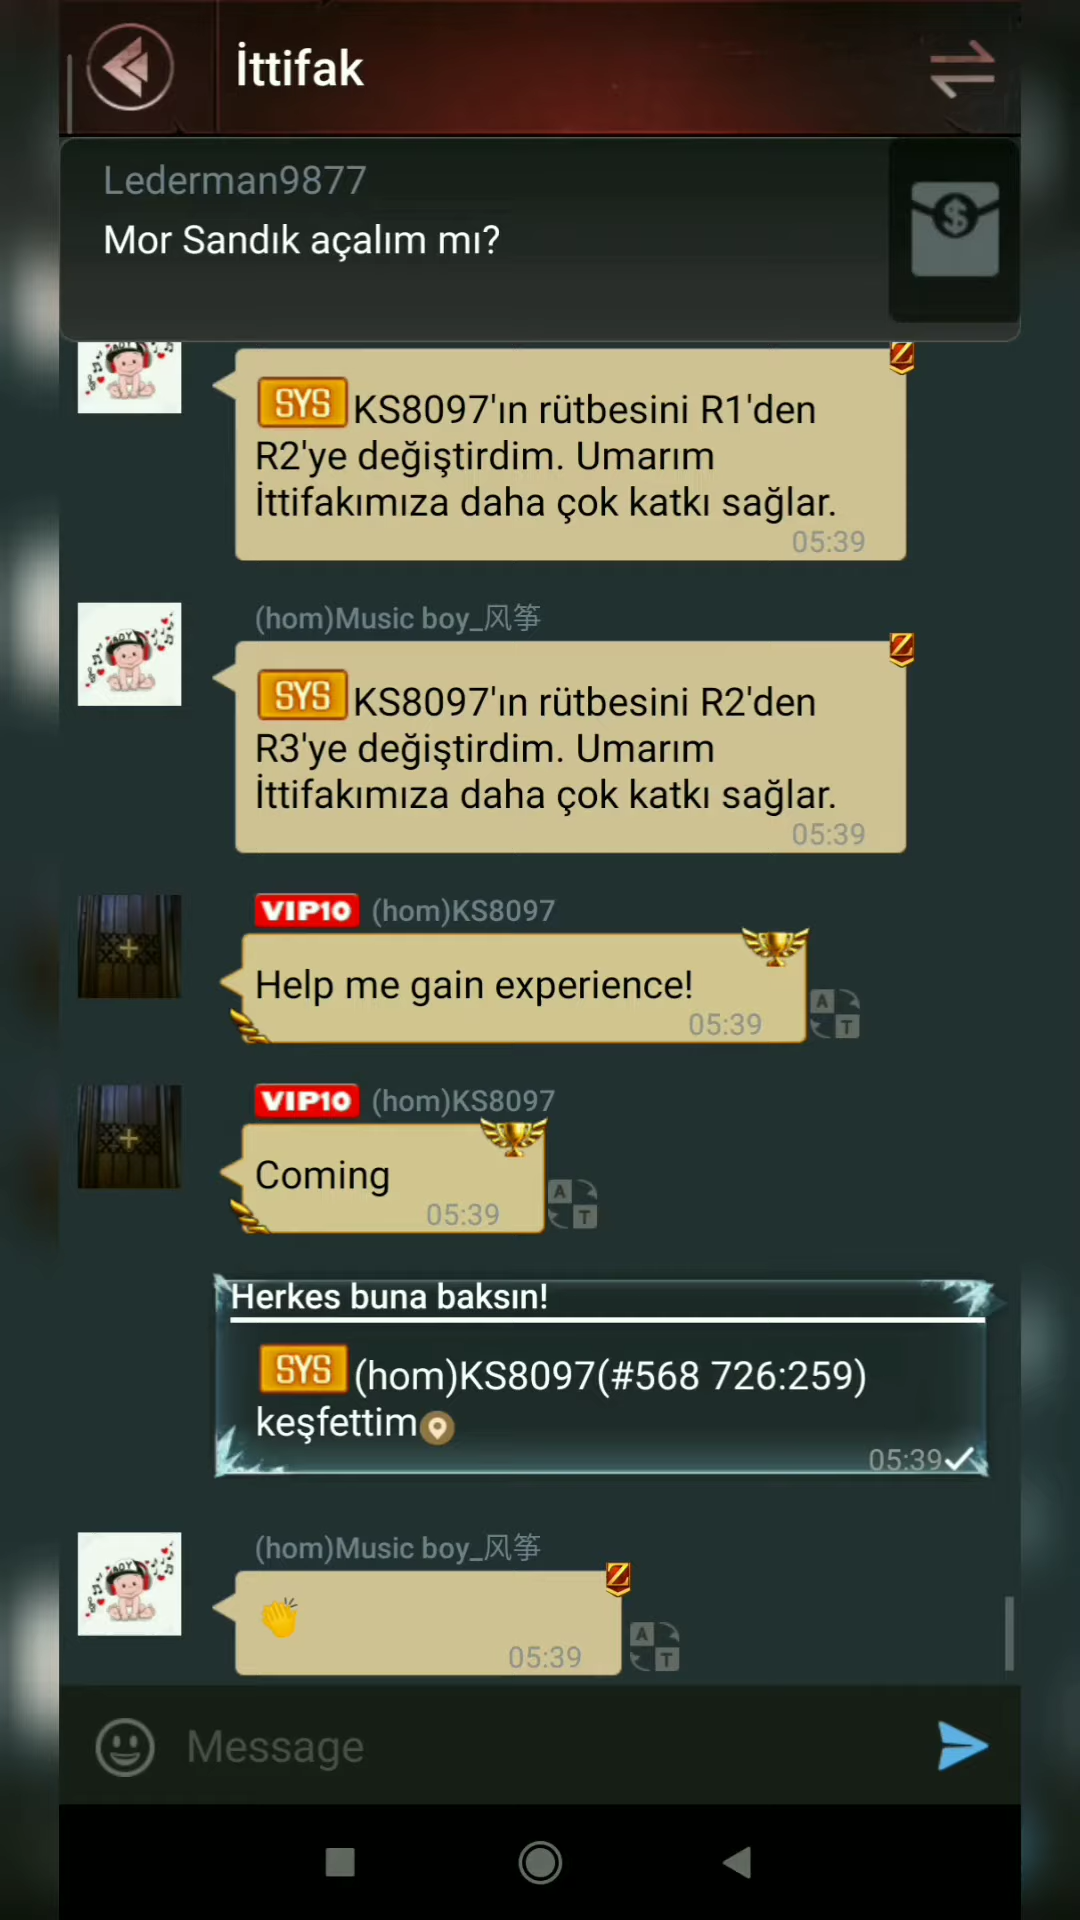 İttifak
Lederman9877
Mor Sandık açalım mı?
SYS KS8097'ın rütbesini R1'den
R2'ye değiştirdim. Umarım
İttifakımıza daha çok katkı sağlar.
05:39
(hom)Music boy_风筝
SYS KS8097'ın rütbesini R2'den
R3'ye değiştirdim. Umarım
İttifakımıza daha çok katkı sağlar.
05:39
VIP10 (hom)KS8097
Help me gain experience!
05:39
A T
VIP10 (hom)KS8097
Coming
05:39
A T
Herkes buna baksın!
SYS (hom)KS8097(#568 726:259)
keşfettim
05:39
(hom)Music boy_风筝
👏
05:39
A T
Message